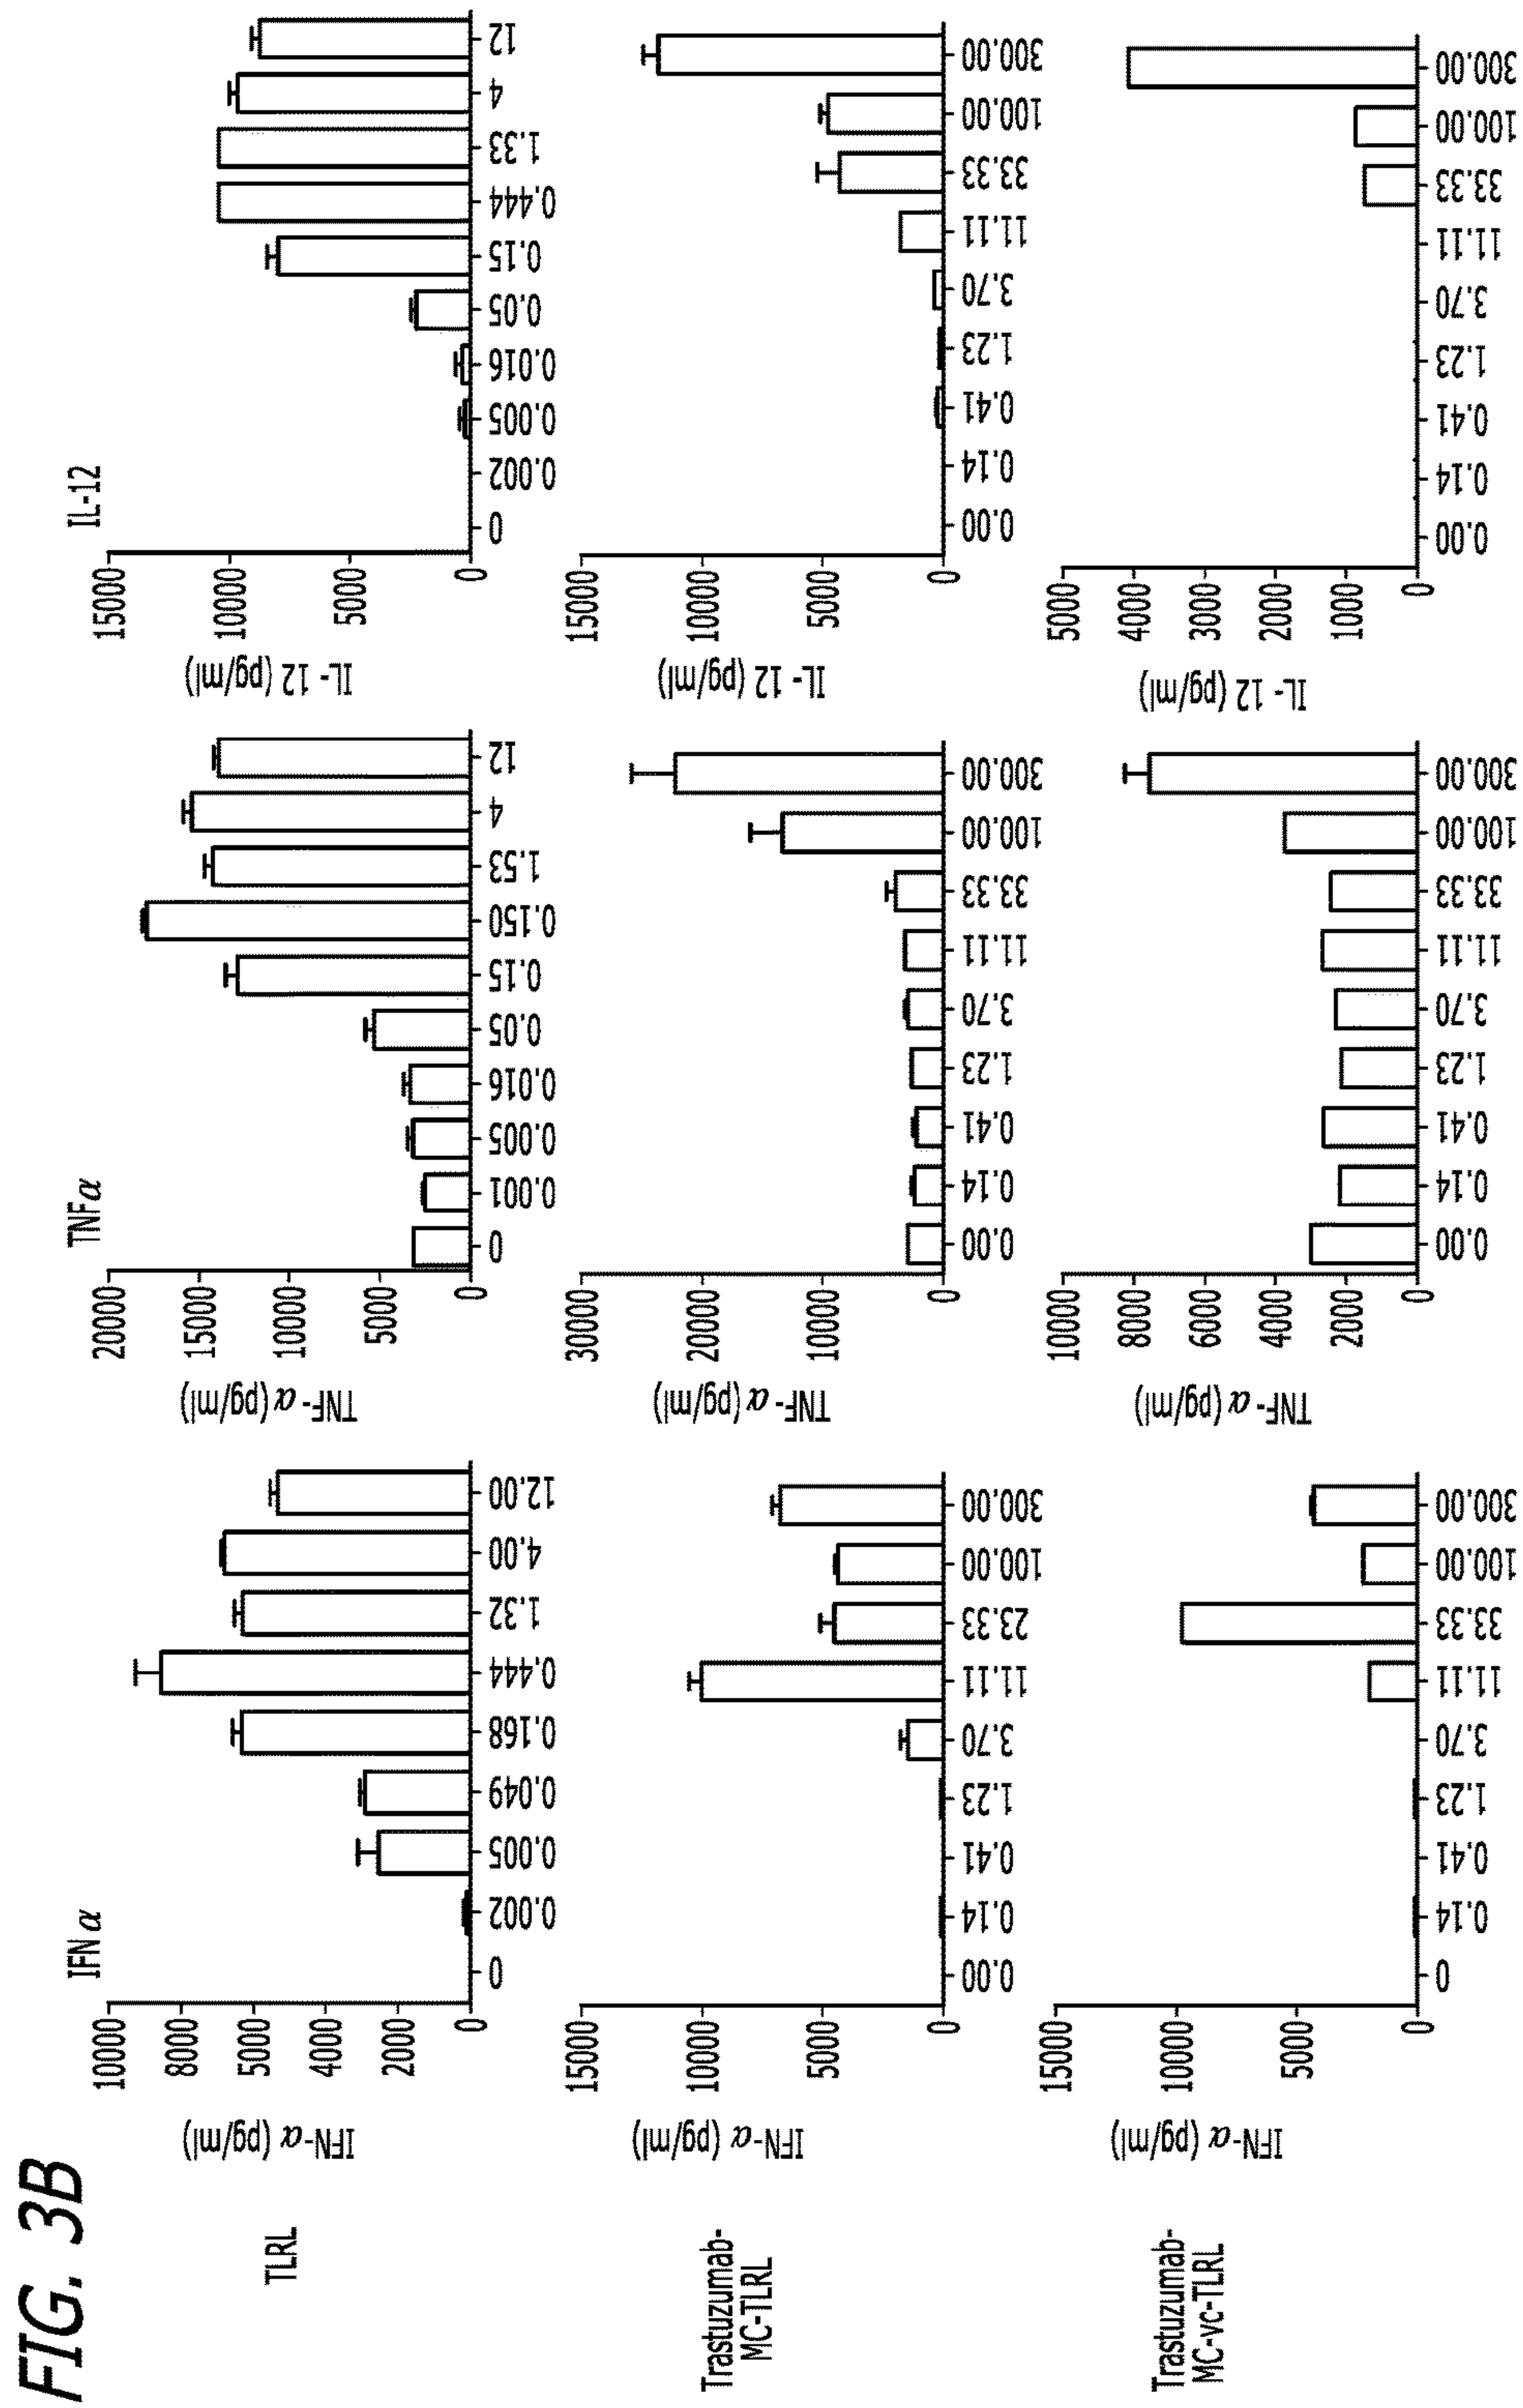 FIG. 3B
IFN α
TNF α
IL-12
TLRL
IFN-α (pg/ml)
10000
8000
5000
4000
2000
0
0 0.002 0.005 0.049 0.168 0.444 1.32 4.00 12.00
TNF-α (pg/ml)
20000
15000
10000
5000
0
0 0.001 0.005 0.016 0.05 0.15 0.150 1.53 4 12
IL- 12 (pg/ml)
15000
10000
5000
0
0 0.002 0.005 0.016 0.05 0.15 0.444 1.33 4 12
Trastuzumab-
MC-TLRL
IFN-α (pg/ml)
15000
10000
5000
0
0.00 0.14 0.41 1.23 3.70 11.11 23.33 100.00 300.00
TNF-α (pg/ml)
30000
20000
10000
0
0.00 0.14 0.41 1.23 3.70 11.11 33.33 100.00 300.00
IL- 12 (pg/ml)
15000
10000
5000
0
0.00 0.14 0.41 1.23 3.70 11.11 33.33 100.00 300.00
Trastuzumab-
MC-vc-TLRL
IFN-α (pg/ml)
15000
10000
5000
0
0 0.14 0.41 1.23 3.70 11.11 33.33 100.00 300.00
TNF-α (pg/ml)
10000
8000
6000
4000
2000
0
0.00 0.14 0.41 1.23 3.70 11.11 33.33 100.00 300.00
IL- 12 (pg/ml)
5000
4000
3000
2000
1000
0
0.00 0.14 0.41 1.23 3.70 11.11 33.33 100.00 300.00